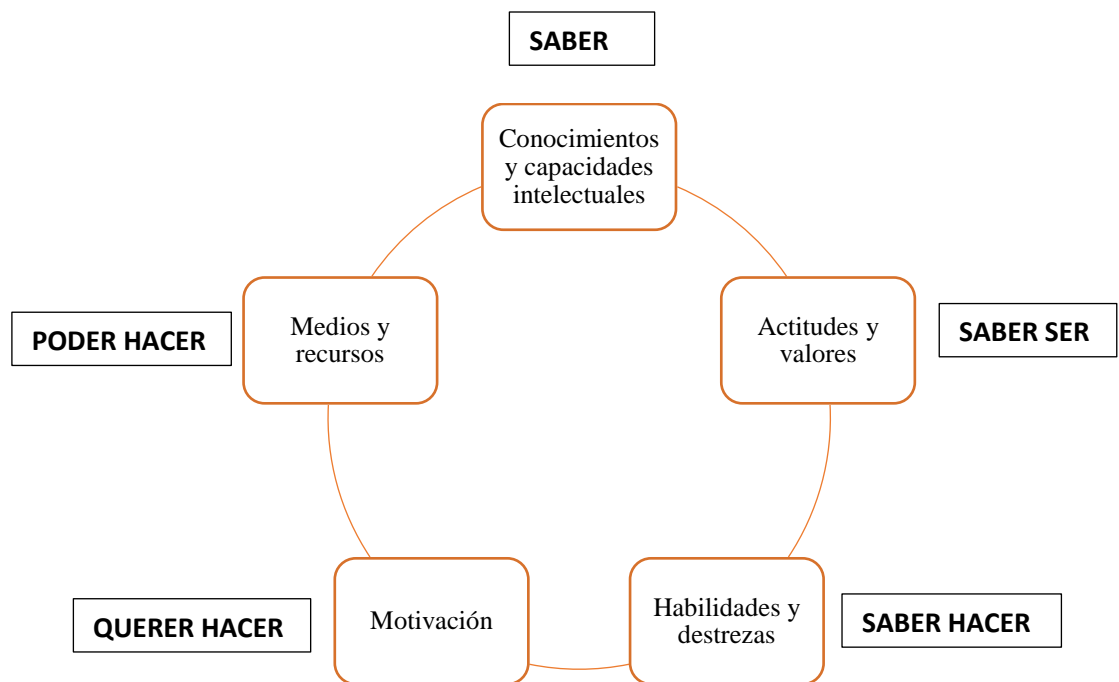 SABER
Conocimientos
y capacidades
intelectuales
PODER HACER
Medios y
recursos
Actitudes y
valores
SABER SER
QUERER HACER
Motivación
Habilidades y
destrezas
SABER HACER